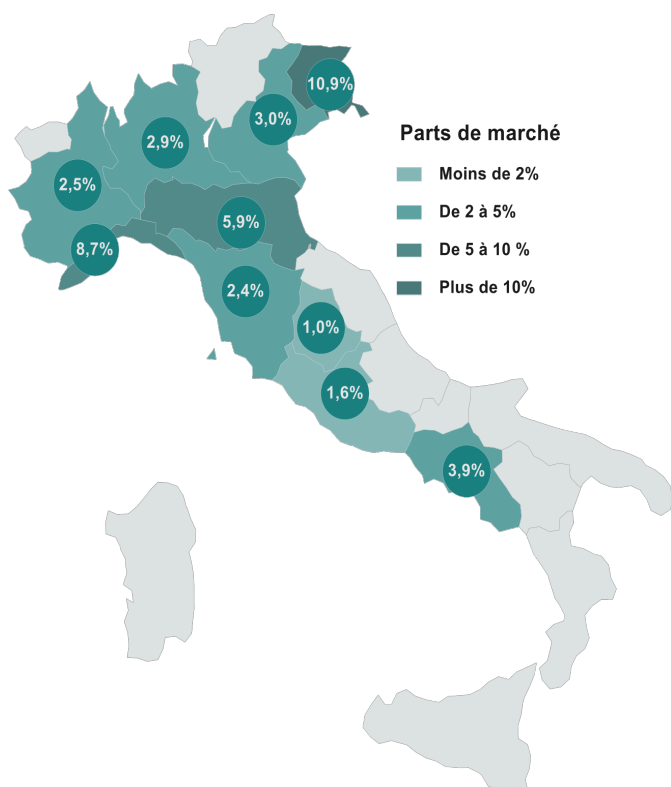 10,9%
3,0%
2,9%
2,5%
5,9%
8,7%
2,4%
1,0%
1,6%
3,9%
Parts de marché
Moins de 2%
De 2 à 5%
De 5 à 10 %
Plus de 10%